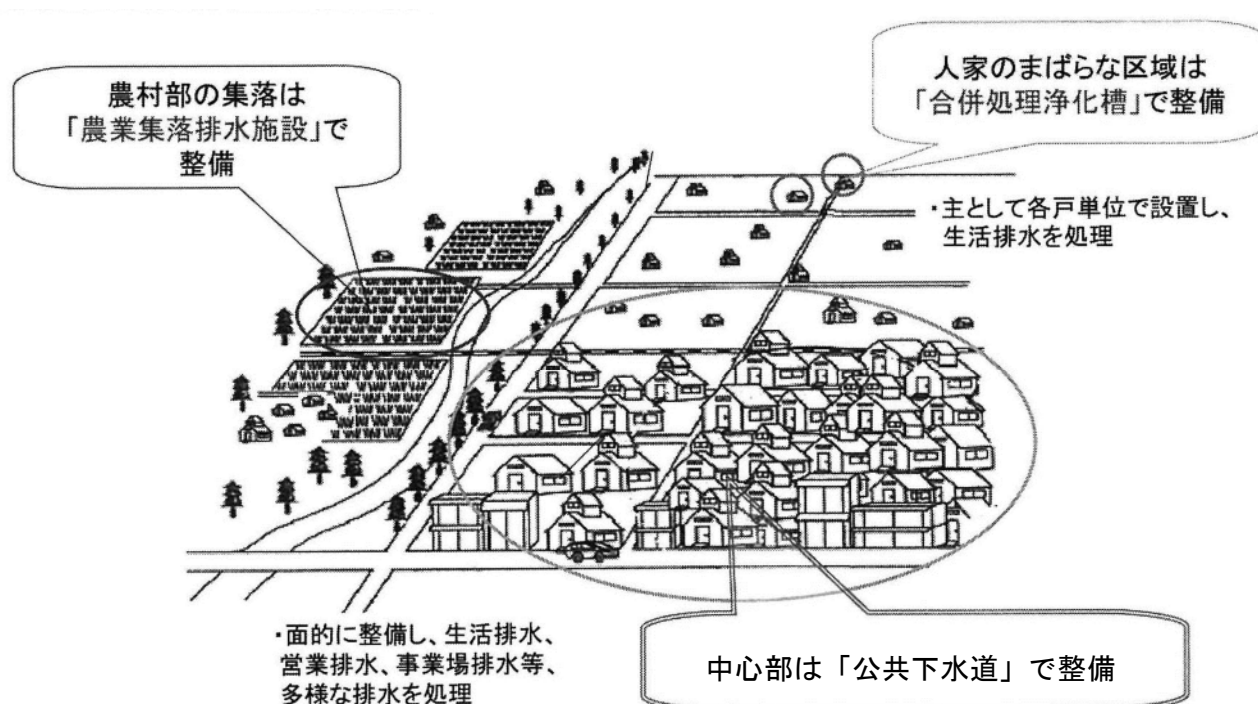 農村部の集落は
「農業集落排水施設」で
整備
人家のまばらな区域は
「合併処理浄化槽」で整備
・主として各戸単位で設置し、
生活排水を処理
・面的に整備し、生活排水、
営業排水、事業場排水等、
多様な排水を処理
中心部は「公共下水道」で整備